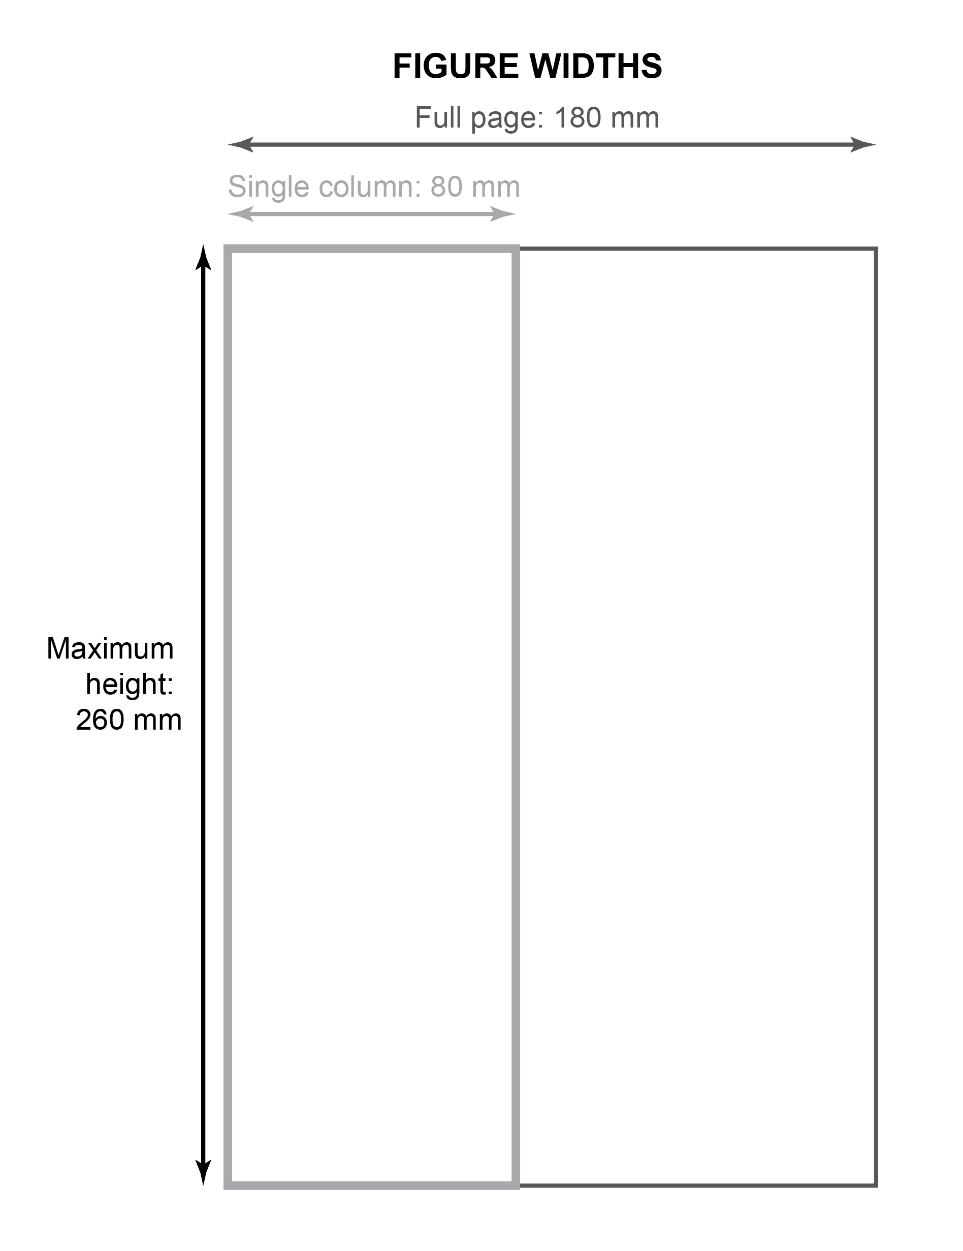 FIGURE WIDTHS
Full page: 180 mm
Single column: 80 mm
Maximum
height:
260 mm